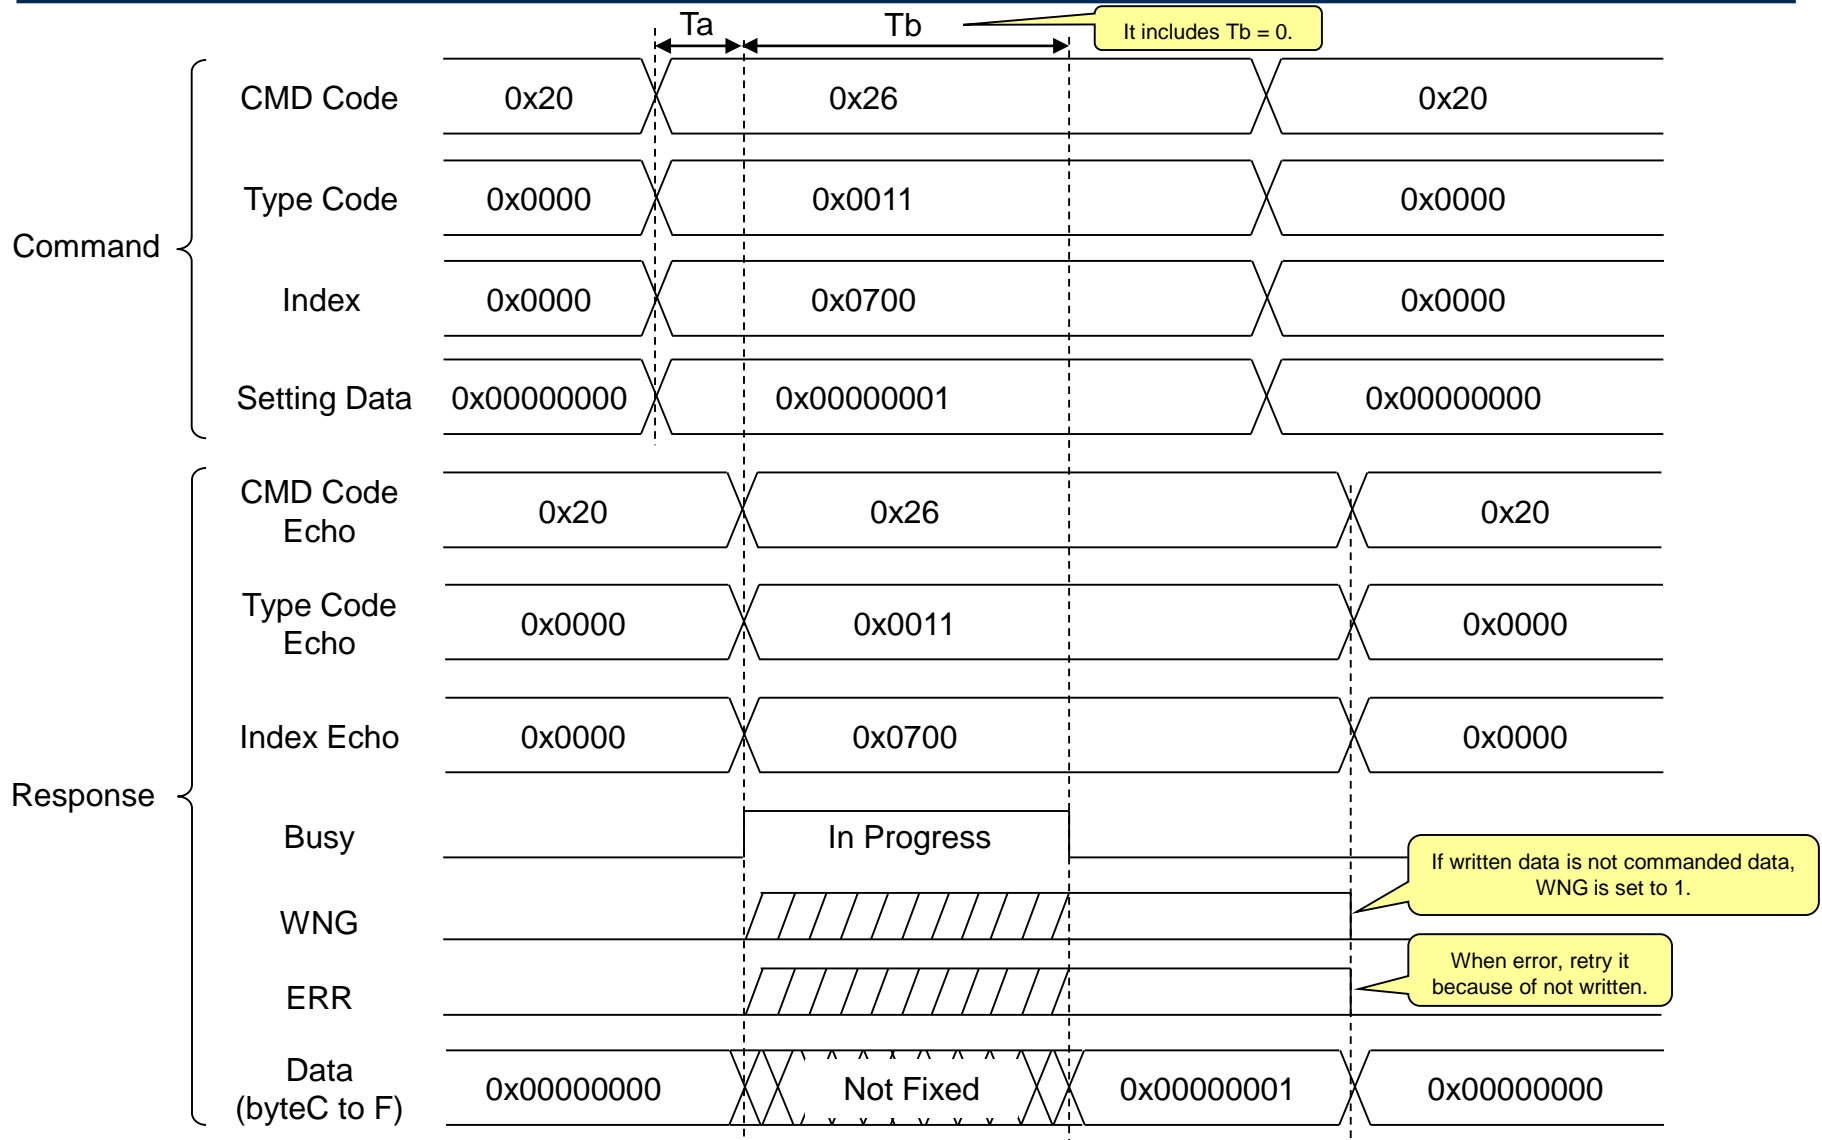 Ta
Tb
It includes Tb = 0.
Command
CMD Code
0x20
0x26
0x20
Type Code
0x0000
0x0011
0x0000
Index
0x0000
0x0700
0x0000
Setting Data
0x00000000
0x00000001
0x00000000
Response
CMD Code
Echo
0x20
0x26
0x20
Type Code
Echo
0x0000
0x0011
0x0000
Index Echo
0x0000
0x0700
0x0000
Busy
In Progress
If written data is not commanded data,
WNG is set to 1.
WNG
When error, retry it
because of not written.
ERR
Data
(byteC to F)
0x00000000
Not Fixed
0x00000001
0x00000000